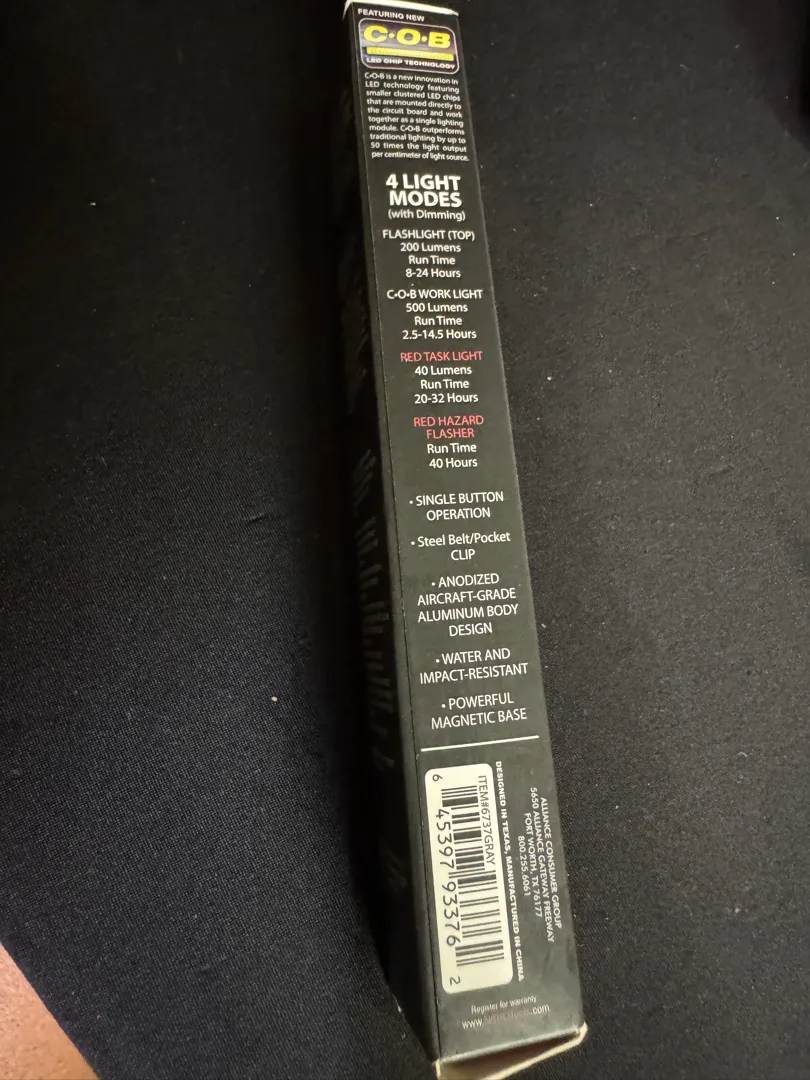 FEATURING NEW
C•O•B
LED CHIP TECHNOLOGY
C•O•B is a new innovation in
LED technology featuring
smaller clustered LED chips
that are mounted directly to
the circuit board and work
together as a single lighting
module. C•O•B outperforms
traditional lighting by up to
50 times the light output
per centimeter of light source.
4 LIGHT
MODES
(with Dimming)
FLASHLIGHT (TOP)
200 Lumens
Run Time
8-24 Hours
C•O•B WORK LIGHT
500 Lumens
Run Time
2.5-14.5 Hours
RED TASK LIGHT
40 Lumens
Run Time
20-32 Hours
RED HAZARD
FLASHER
Run Time
40 Hours
• SINGLE BUTTON
OPERATION
• Steel Belt/Pocket
CLIP
• ANODIZED
AIRCRAFT-GRADE
ALUMINUM BODY
DESIGN
• WATER AND
IMPACT-RESISTANT
• POWERFUL
MAGNETIC BASE
ALLIANCE CONSUMER GROUP
5650 ALLIANCE GATEWAY FREEWAY
FORT WORTH, TX 76177
800.255.6061
DESIGNED IN TEXAS, MANUFACTURED IN CHINA
ITEM#6737GRAY
6 45397 93376 2
Register for warranty